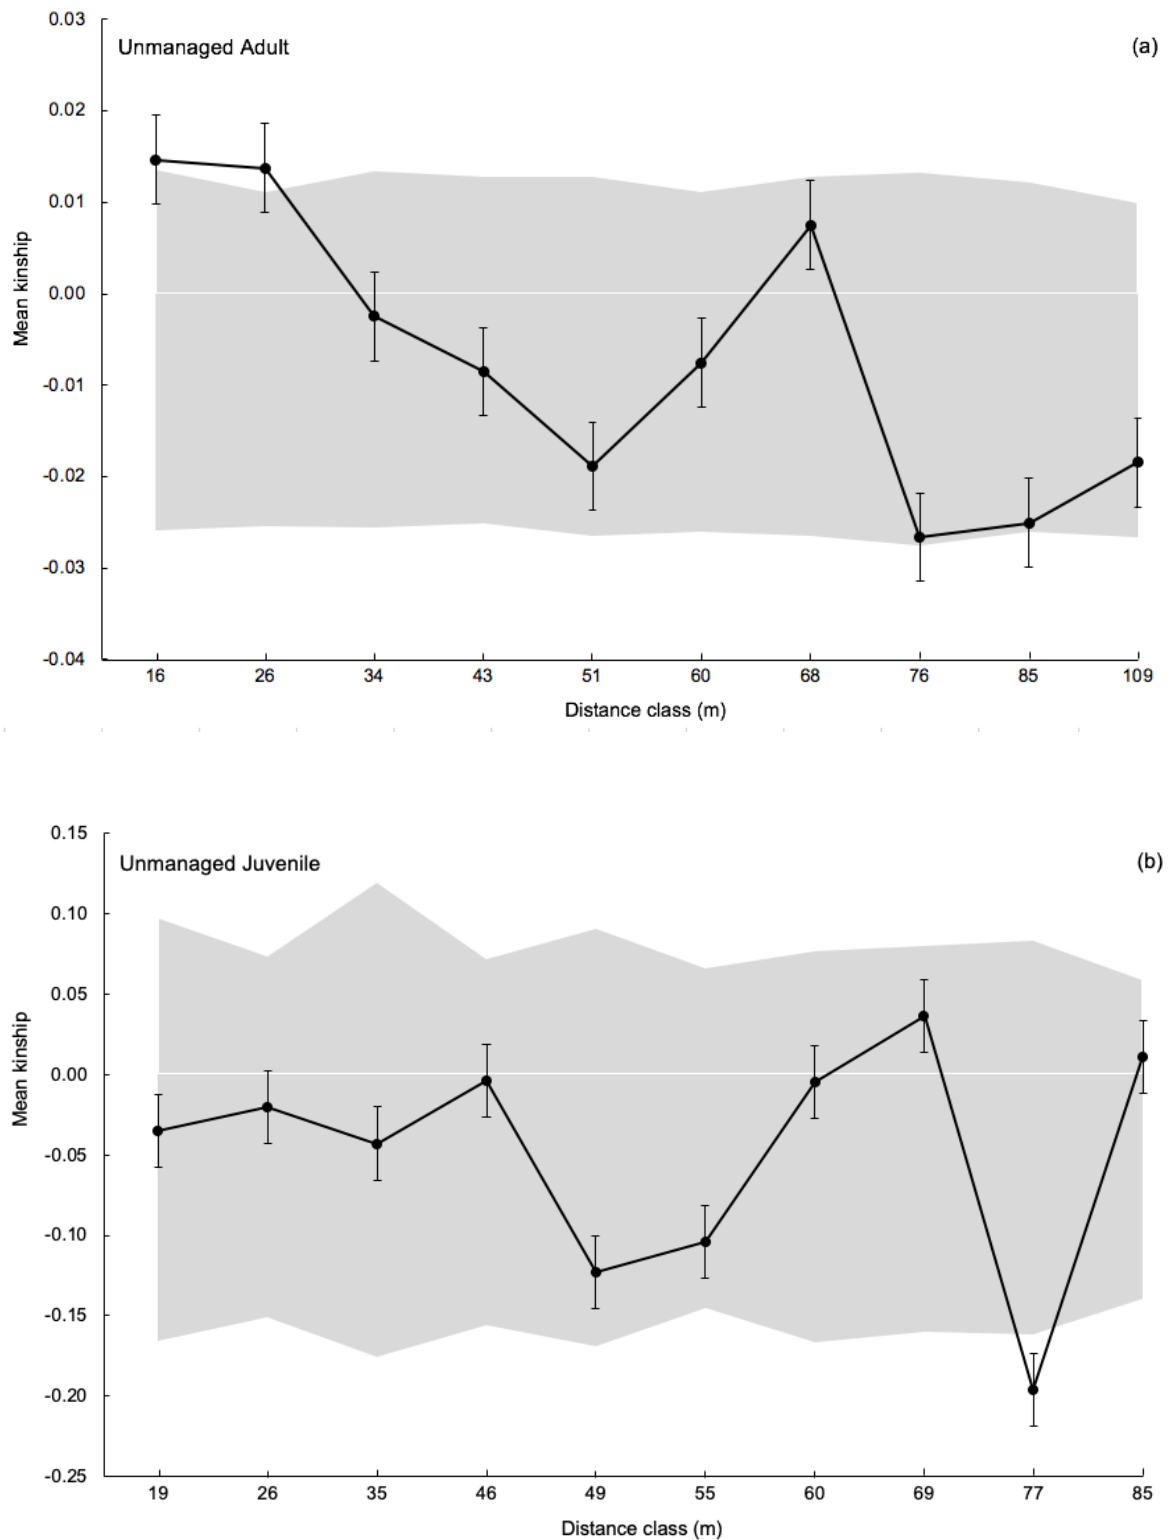 Unmanaged Adult (a)
Mean kinship
0.03
0.02
0.01
0.00
-0.01
-0.02
-0.03
-0.04
16 26 34 43 51 60 68 76 85 109
Distance class (m)
Unmanaged Juvenile (b)
Mean kinship
0.15
0.10
0.05
0.00
-0.05
-0.10
-0.15
-0.20
-0.25
19 26 35 46 49 55 60 69 77 85
Distance class (m)